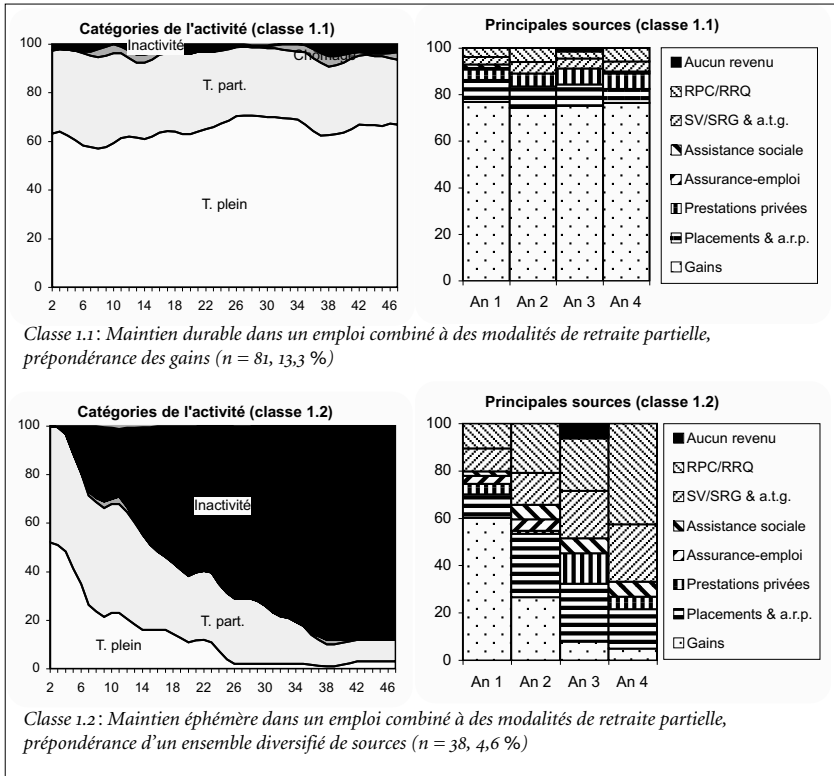 Catégories de l'activité (classe 1.1)
100
80
60
40
20
0
Inactivité
Chômage
T. part.
T. plein
2 6 10 14 18 22 26 30 34 38 42 46
Principales sources (classe 1.1)
100
80
60
40
20
0
An 1 An 2 An 3 An 4
Aucun revenu
RPC/RRQ
SV/SRG & a.t.g.
Assistance sociale
Assurance-emploi
Prestations privées
Placements & a.r.p.
Gains
Classe 1.1 : Maintien durable dans un emploi combiné à des modalités de retraite partielle,
prépondérance des gains (n = 81, 13,3 %)
Catégories de l'activité (classe 1.2)
100
80
60
40
20
0
Inactivité
T. part.
T. plein
2 6 10 14 18 22 26 30 34 38 42 46
Principales sources (classe 1.2)
100
80
60
40
20
0
An 1 An 2 An 3 An 4
Aucun revenu
RPC/RRQ
SV/SRG & a.t.g.
Assistance sociale
Assurance-emploi
Prestations privées
Placements & a.r.p.
Gains
Classe 1.2 : Maintien éphémère dans un emploi combiné à des modalités de retraite partielle,
prépondérance d'un ensemble diversifié de sources (n = 38, 4,6 %)